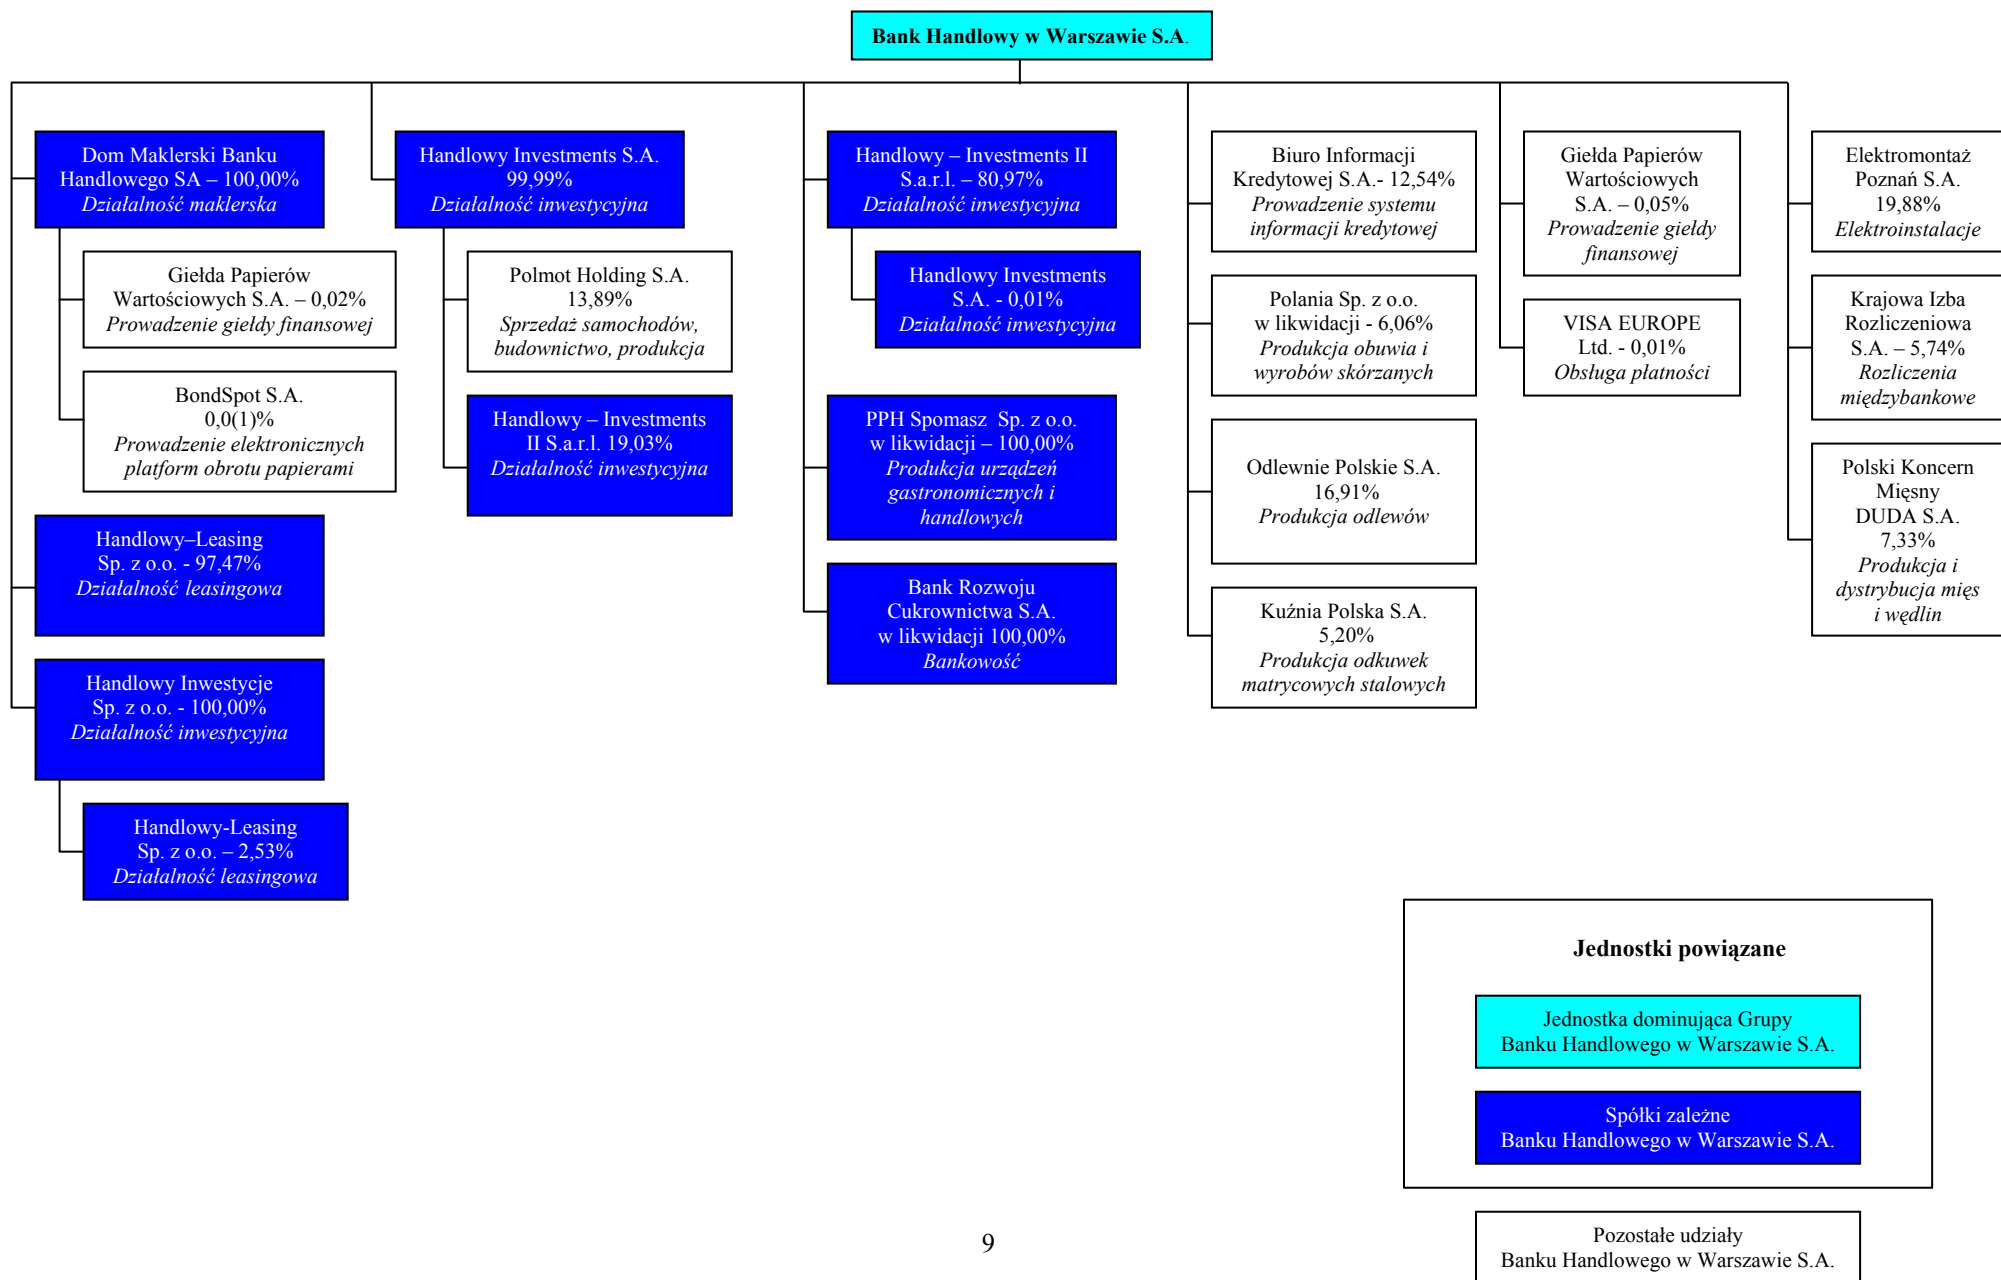 Bank Handlowy w Warszawie S.A.
Dom Maklerski Banku
Handlowego SA – 100,00%
Działalność maklerska
Giełda Papierów
Wartościowych S.A. – 0,02%
Prowadzenie giełdy finansowej
BondSpot S.A.
0,0(1)%
Prowadzenie elektronicznych
platform obrotu papierami
Handlowy–Leasing
Sp. z o.o. - 97,47%
Działalność leasingowa
Handlowy Inwestycje
Sp. z o.o. - 100,00%
Działalność inwestycyjna
Handlowy-Leasing
Sp. z o.o. – 2,53%
Działalność leasingowa
Handlowy Investments S.A.
99,99%
Działalność inwestycyjna
Polmot Holding S.A.
13,89%
Sprzedaż samochodów,
budownictwo, produkcja
Handlowy – Investments
II S.a.r.l. 19,03%
Działalność inwestycyjna
Handlowy – Investments II
S.a.r.l. – 80,97%
Działalność inwestycyjna
Handlowy Investments
S.A. - 0,01%
Działalność inwestycyjna
PPH Spomasz Sp. z o.o.
w likwidacji – 100,00%
Produkcja urządzeń
gastronomicznych i
handlowych
Bank Rozwoju
Cukrownictwa S.A.
w likwidacji 100,00%
Bankowość
Biuro Informacji
Kredytowej S.A.- 12,54%
Prowadzenie systemu
informacji kredytowej
Polania Sp. z o.o.
w likwidacji - 6,06%
Produkcja obuwia i
wyrobów skórzanych
Odlewnie Polskie S.A.
16,91%
Produkcja odlewów
Kuźnia Polska S.A.
5,20%
Produkcja odkuwek
matrycowych stalowych
Giełda Papierów
Wartościowych
S.A. – 0,05%
Prowadzenie giełdy
finansowej
VISA EUROPE
Ltd. - 0,01%
Obsługa płatności
Elektromontaż
Poznań S.A.
19,88%
Elektroinstalacje
Krajowa Izba
Rozliczeniowa
S.A. – 5,74%
Rozliczenia
międzybankowe
Polski Koncern
Mięsny
DUDA S.A.
7,33%
Produkcja i
dystrybucja mięs
i wędlin
Jednostki powiązane
Jednostka dominująca Grupy
Banku Handlowego w Warszawie S.A.
Spółki zależne
Banku Handlowego w Warszawie S.A.
Pozostałe udziały
Banku Handlowego w Warszawie S.A.
9